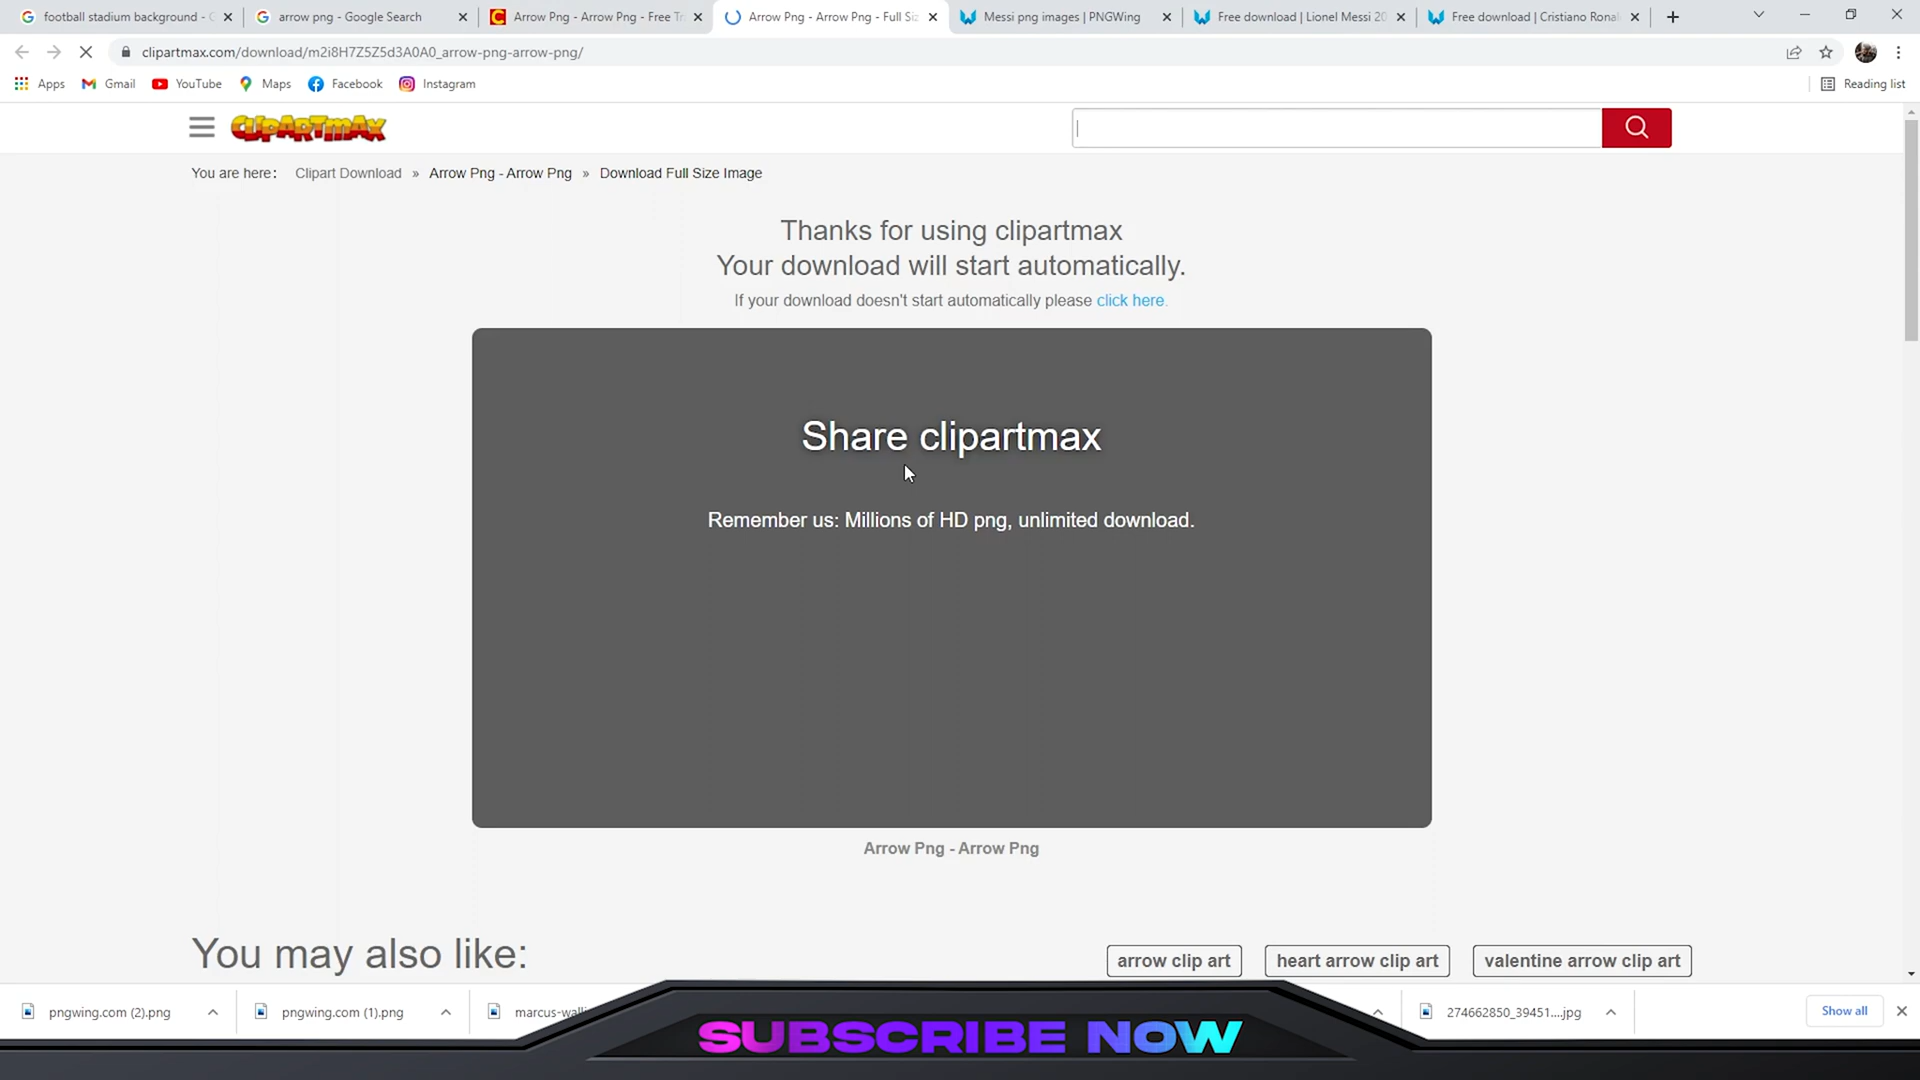 football stadium background - G
arrow png - Google Search
Arrow Png - Arrow Png - Free Tr
Arrow Png - Arrow Png - Full Siz
Messi png images | PNGWing
Free download | Lionel Messi 20
Free download | Cristiano Ronal
clipartmax.com/download/m2i8H7Z5Z5d3A0A0_arrow-png-arrow-png/
Apps
Gmail
YouTube
Maps
Facebook
Instagram
Reading list
CLIPARTMAX
You are here: Clipart Download » Arrow Png - Arrow Png » Download Full Size Image
Thanks for using clipartmax
Your download will start automatically.
If your download doesn't start automatically please click here.
Share clipartmax
Remember us: Millions of HD png, unlimited download.
Arrow Png - Arrow Png
You may also like:
arrow clip art
heart arrow clip art
valentine arrow clip art
pngwing.com (2).png
pngwing.com (1).png
marcus-walli
274662850_39451....jpg
Show all
SUBSCRIBE NOW